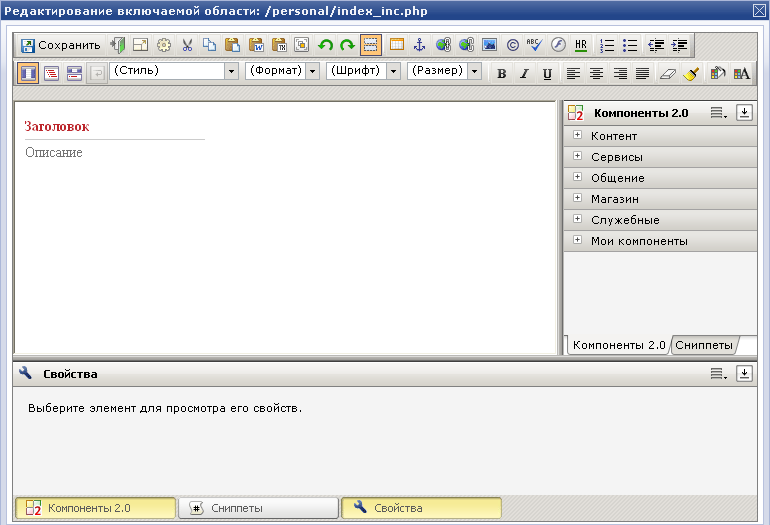 Редактирование включаемой области: /personal/index_inc.php
Сохранить
(Стиль) (Формат) (Шрифт) (Размер) B I U A
Заголовок
Описание
Компоненты 2.0
Контент
Сервисы
Общение
Магазин
Служебные
Мои компоненты
Компоненты 2.0 Сниппеты
Свойства
Выберите элемент для просмотра его свойств.
Компоненты 2.0 Сниппеты Свойства